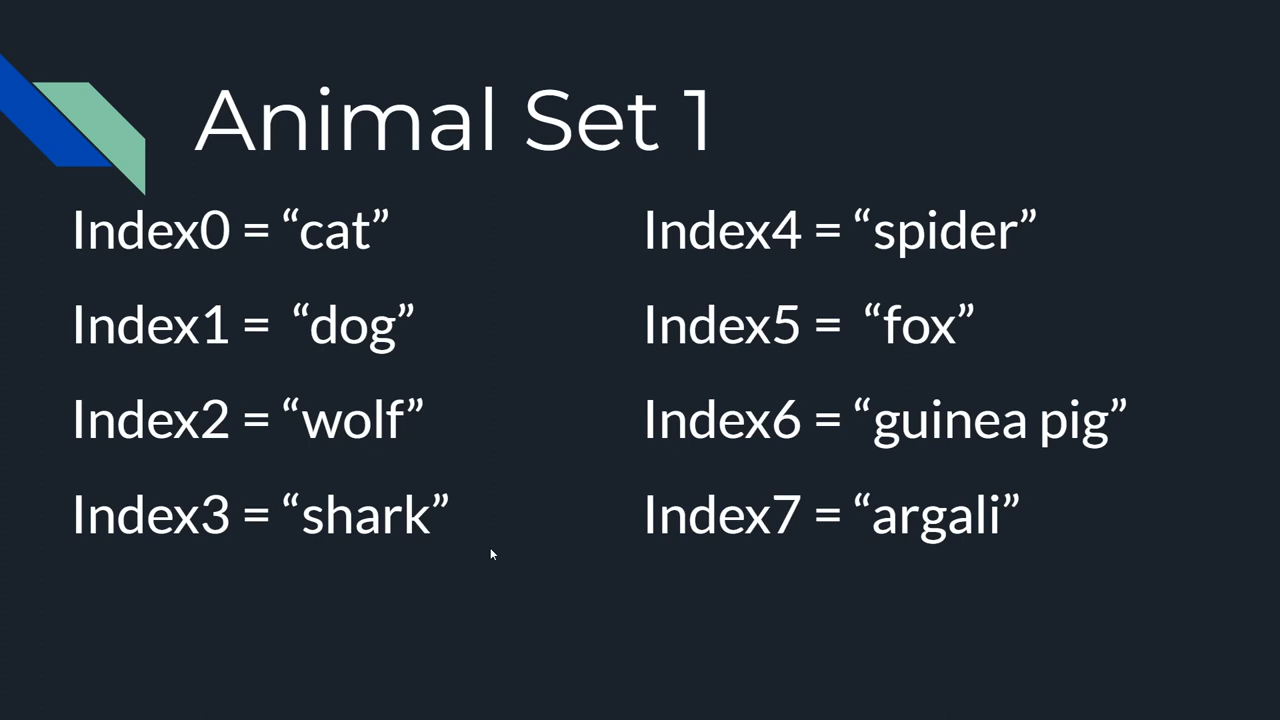 Animal Set 1
Index0 = “cat”
Index1 =  “dog”
Index2 = “wolf”
Index3 = “shark”
Index4 = “spider”
Index5 =  “fox”
Index6 = “guinea pig”
Index7 = “argali”